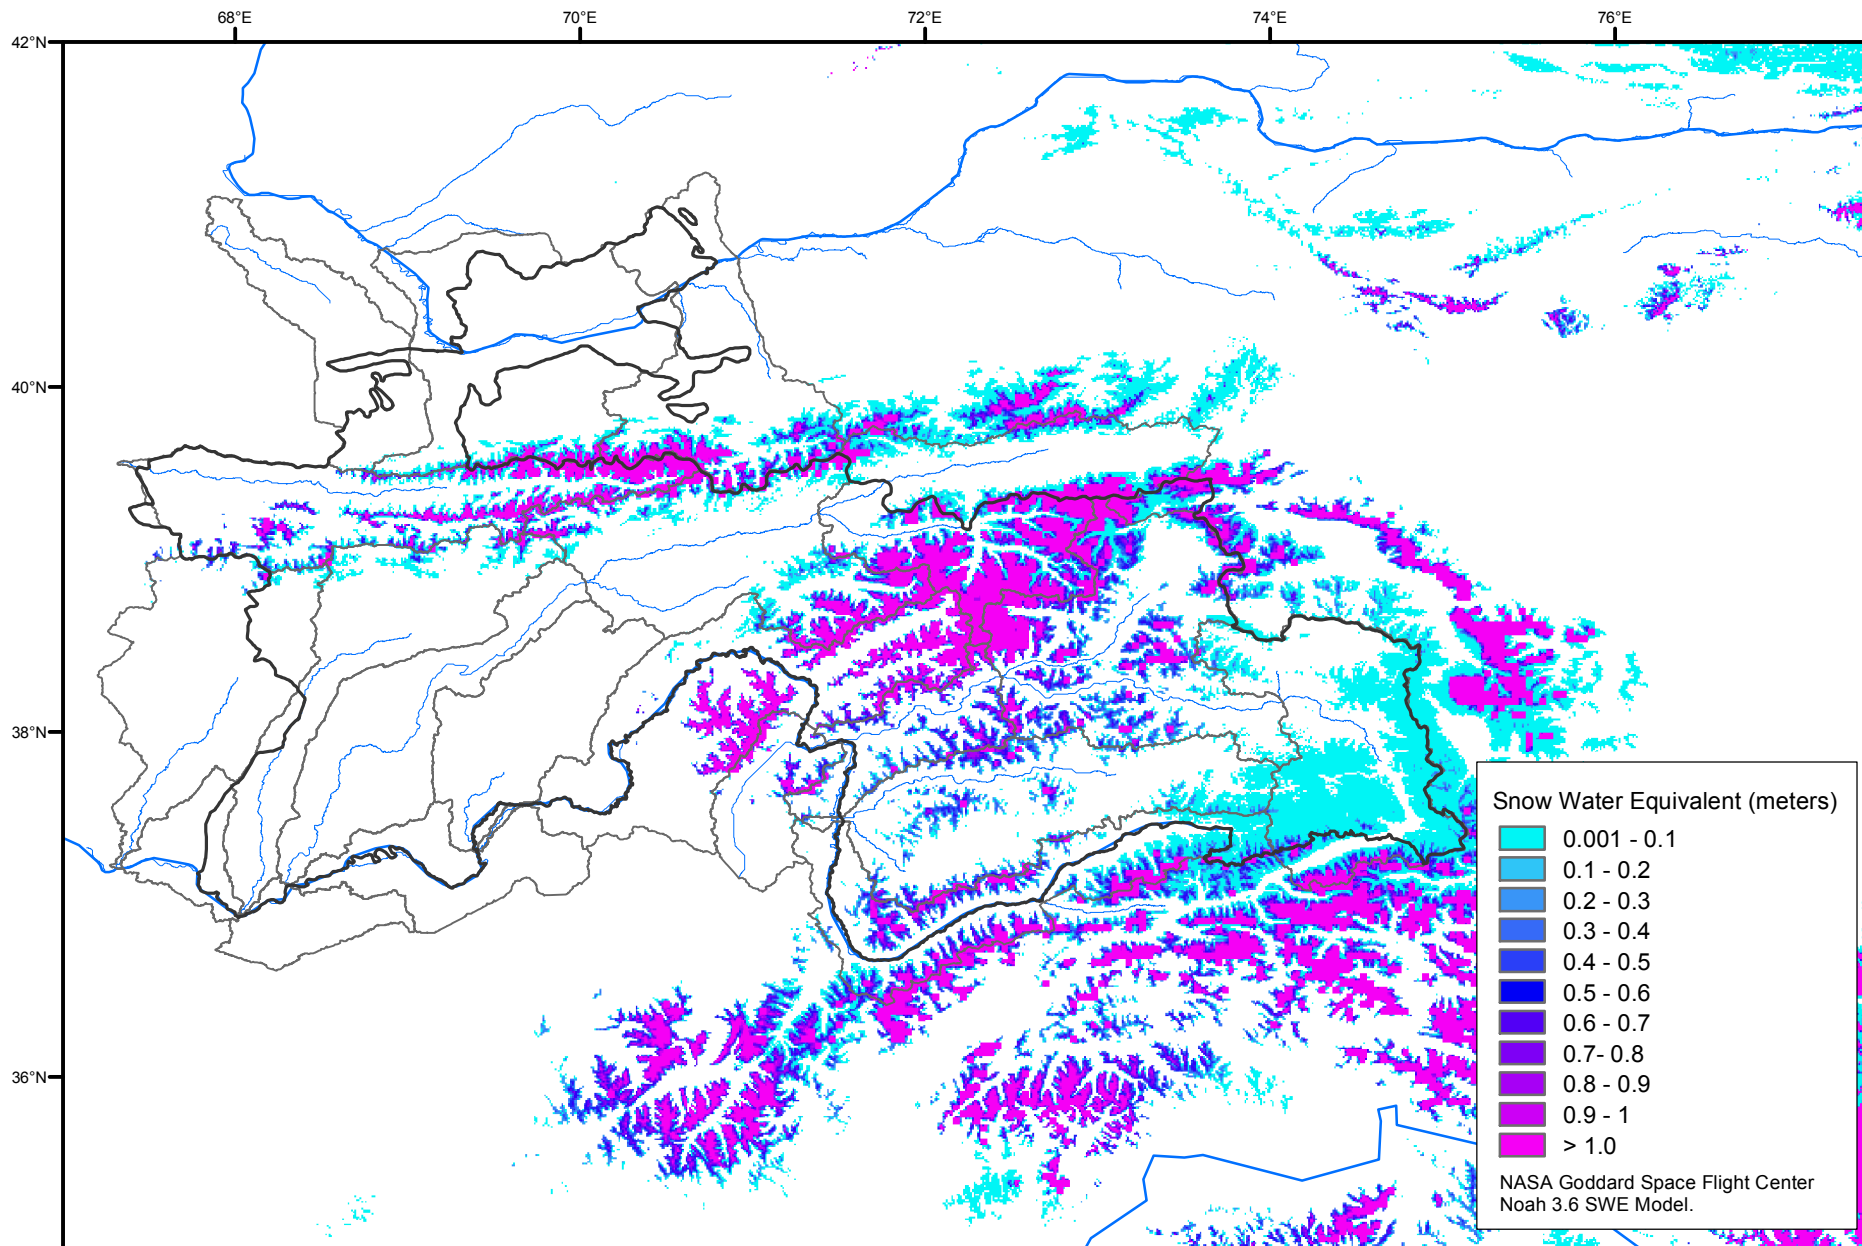 68°E 70°E 72°E 74°E 76°E
42°N
40°N
38°N
36°N
Snow Water Equivalent (meters)
0.001 - 0.1
0.1 - 0.2
0.2 - 0.3
0.3 - 0.4
0.4 - 0.5
0.5 - 0.6
0.6 - 0.7
0.7- 0.8
0.8 - 0.9
0.9 - 1
> 1.0
NASA Goddard Space Flight Center
Noah 3.6 SWE Model.